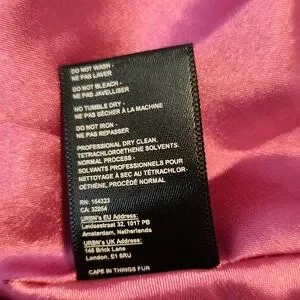 DO NOT WASH -
NE PAS LAVER
DO NOT BLEACH -
NE PAS JAVELLISER
NO TUMBLE DRY -
NE PAS SÉCHER À LA MACHINE
DO NOT IRON -
NE PAS REPASSER
PROFESSIONAL DRY CLEAN.
TETRACHLOROETHENE SOLVENTS.
NORMAL PROCESS -
SOLVANTS PROFESSIONNELS POUR
NETTOYAGE À SEC AU TÉTRACHLOR-
OÉTHÈNE, PROCÉDÉ NORMAL
RN: 154323
CA: 32054
URBN's EU Address:
Leidsestraat 32, 1017 PB
Amsterdam, Netherlands
URBN's UK Address:
146 Brick Lane
London, E1 6RU
CAPE IN THINGS FUR